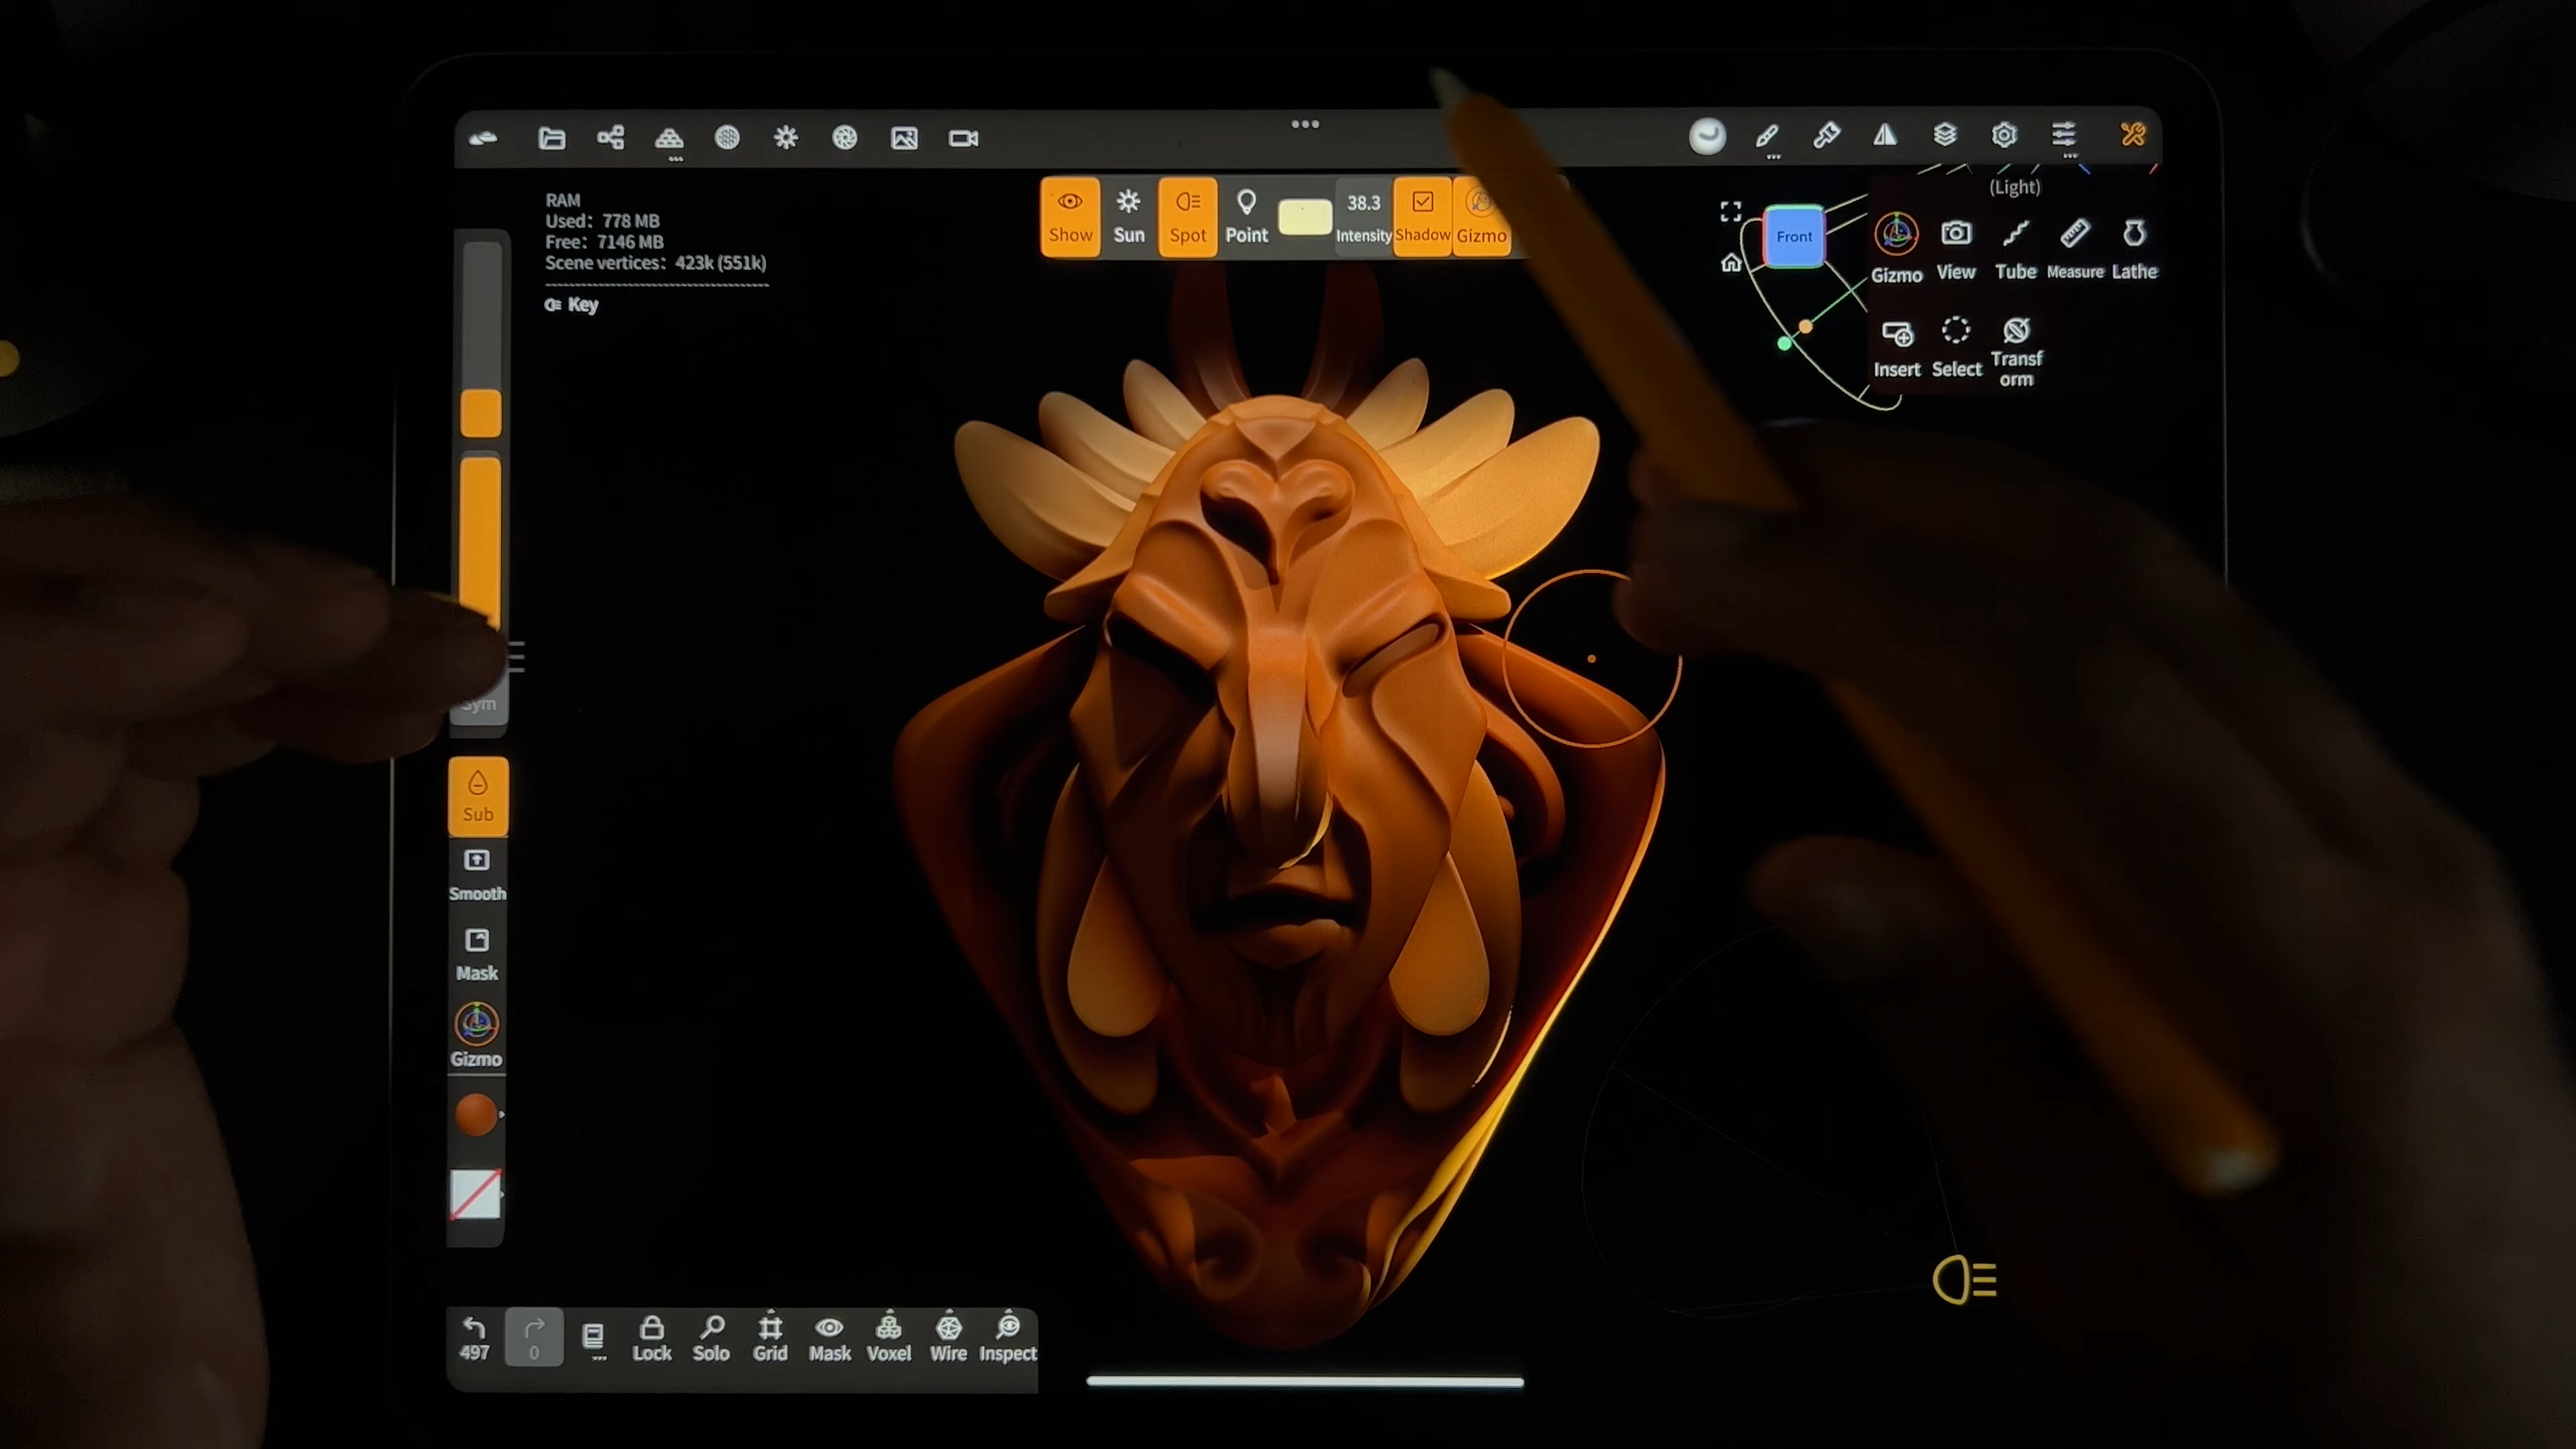 RAM
Used: 778 MB
Free: 7146 MB
Scene vertices: 423k (551k)
Key
Show
Sun
Spot
Point
38.3
Intensity
Shadow
Gizmo
Front
(Light)
Gizmo
View
Tube
Measure
Lathe
Insert
Select
Transf
orm
Sym
Sub
Smooth
Mask
Gizmo
497
0
Lock
Solo
Grid
Mask
Voxel
Wire
Inspect